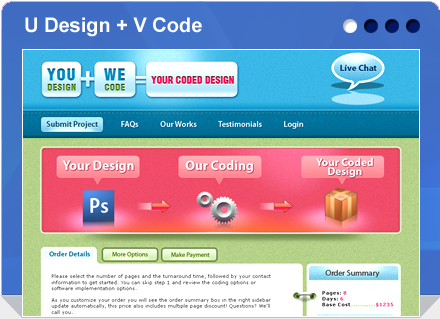 U Design + V Code
YOU DESIGN + WE CODE = YOUR CODED DESIGN
Live Chat
Submit Project FAQs Our Works Testimonials Login
Your Design Our Coding Your Coded Design
Ps
Order Details More Options Make Payment
Please select the number of pages and the turnaround time, followed by your contact
information to get started. You can skip step 1 and review the coding options or
software implementation options.
As you customize your order you will see the order summary box in the right sidebar
update automatically, this price also includes multiple page discount! Questions? We'll
call you.
Order Summary
Pages: 8
Days: 6
Base Cost..........$1235